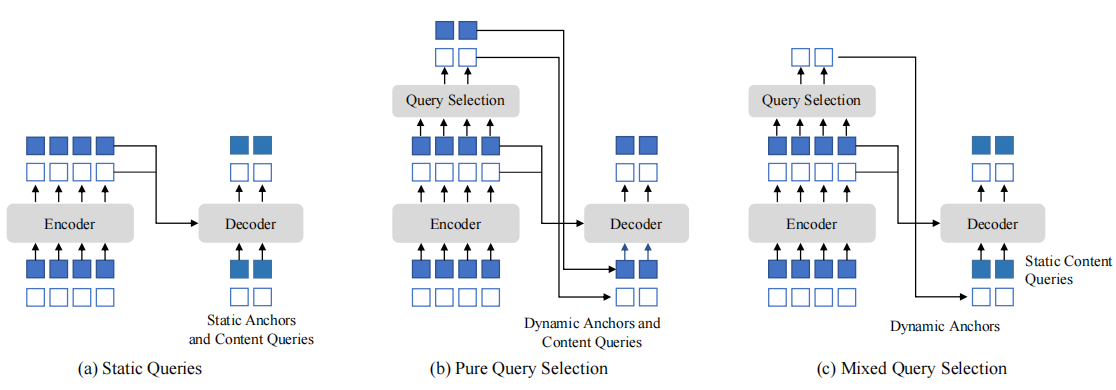 Query Selection
Query Selection
Encoder
Decoder
Encoder
Decoder
Encoder
Decoder
Static Anchors
and Content Queries
Dynamic Anchors and
Content Queries
Static Content
Queries
Dynamic Anchors
(a) Static Queries
(b) Pure Query Selection
(c) Mixed Query Selection